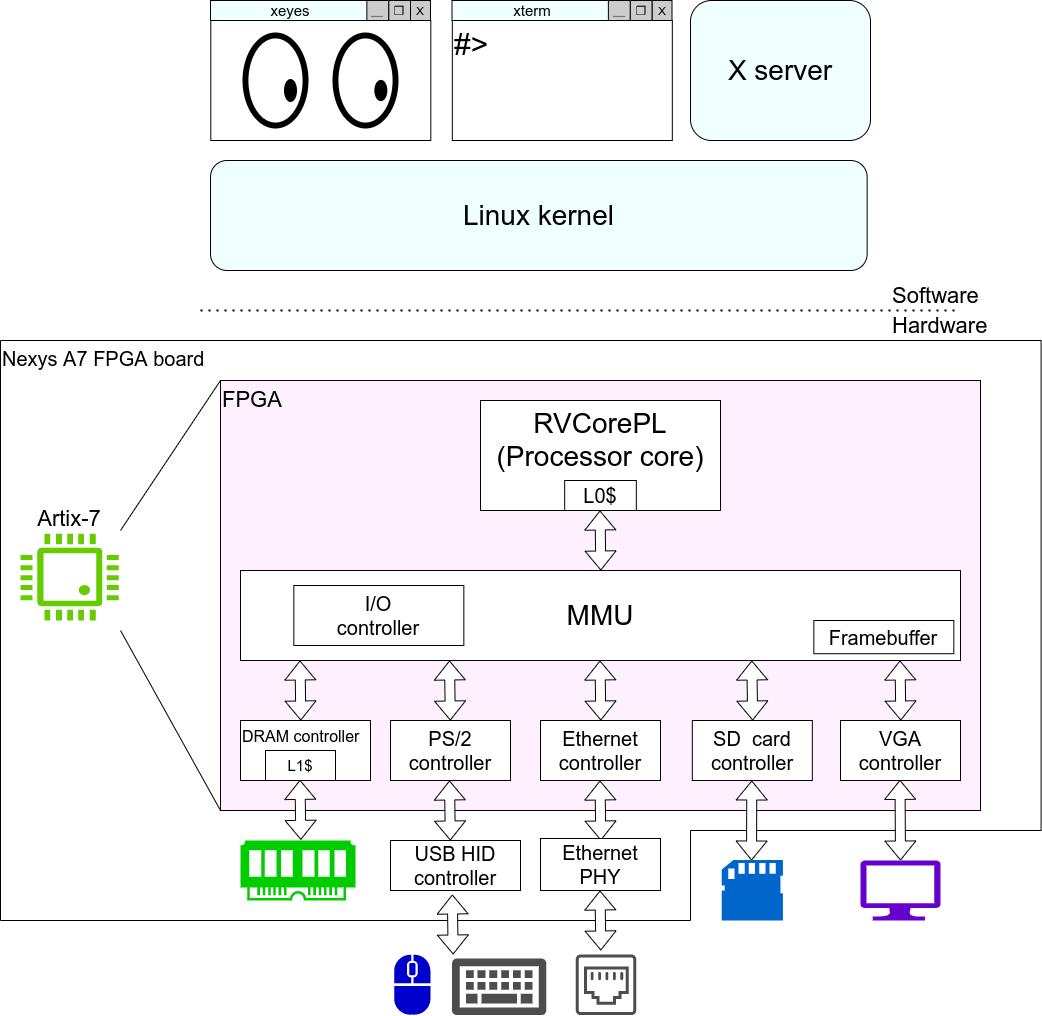 xeyes
xterm
#>
X server
Linux kernel
Software
Hardware
Nexys A7 FPGA board
FPGA
RVCorePL
(Processor core)
L0$
Artix-7
I/O
controller
MMU
Framebuffer
DRAM controller
L1$
PS/2
controller
Ethernet
controller
SD card
controller
VGA
controller
USB HID
controller
Ethernet
PHY